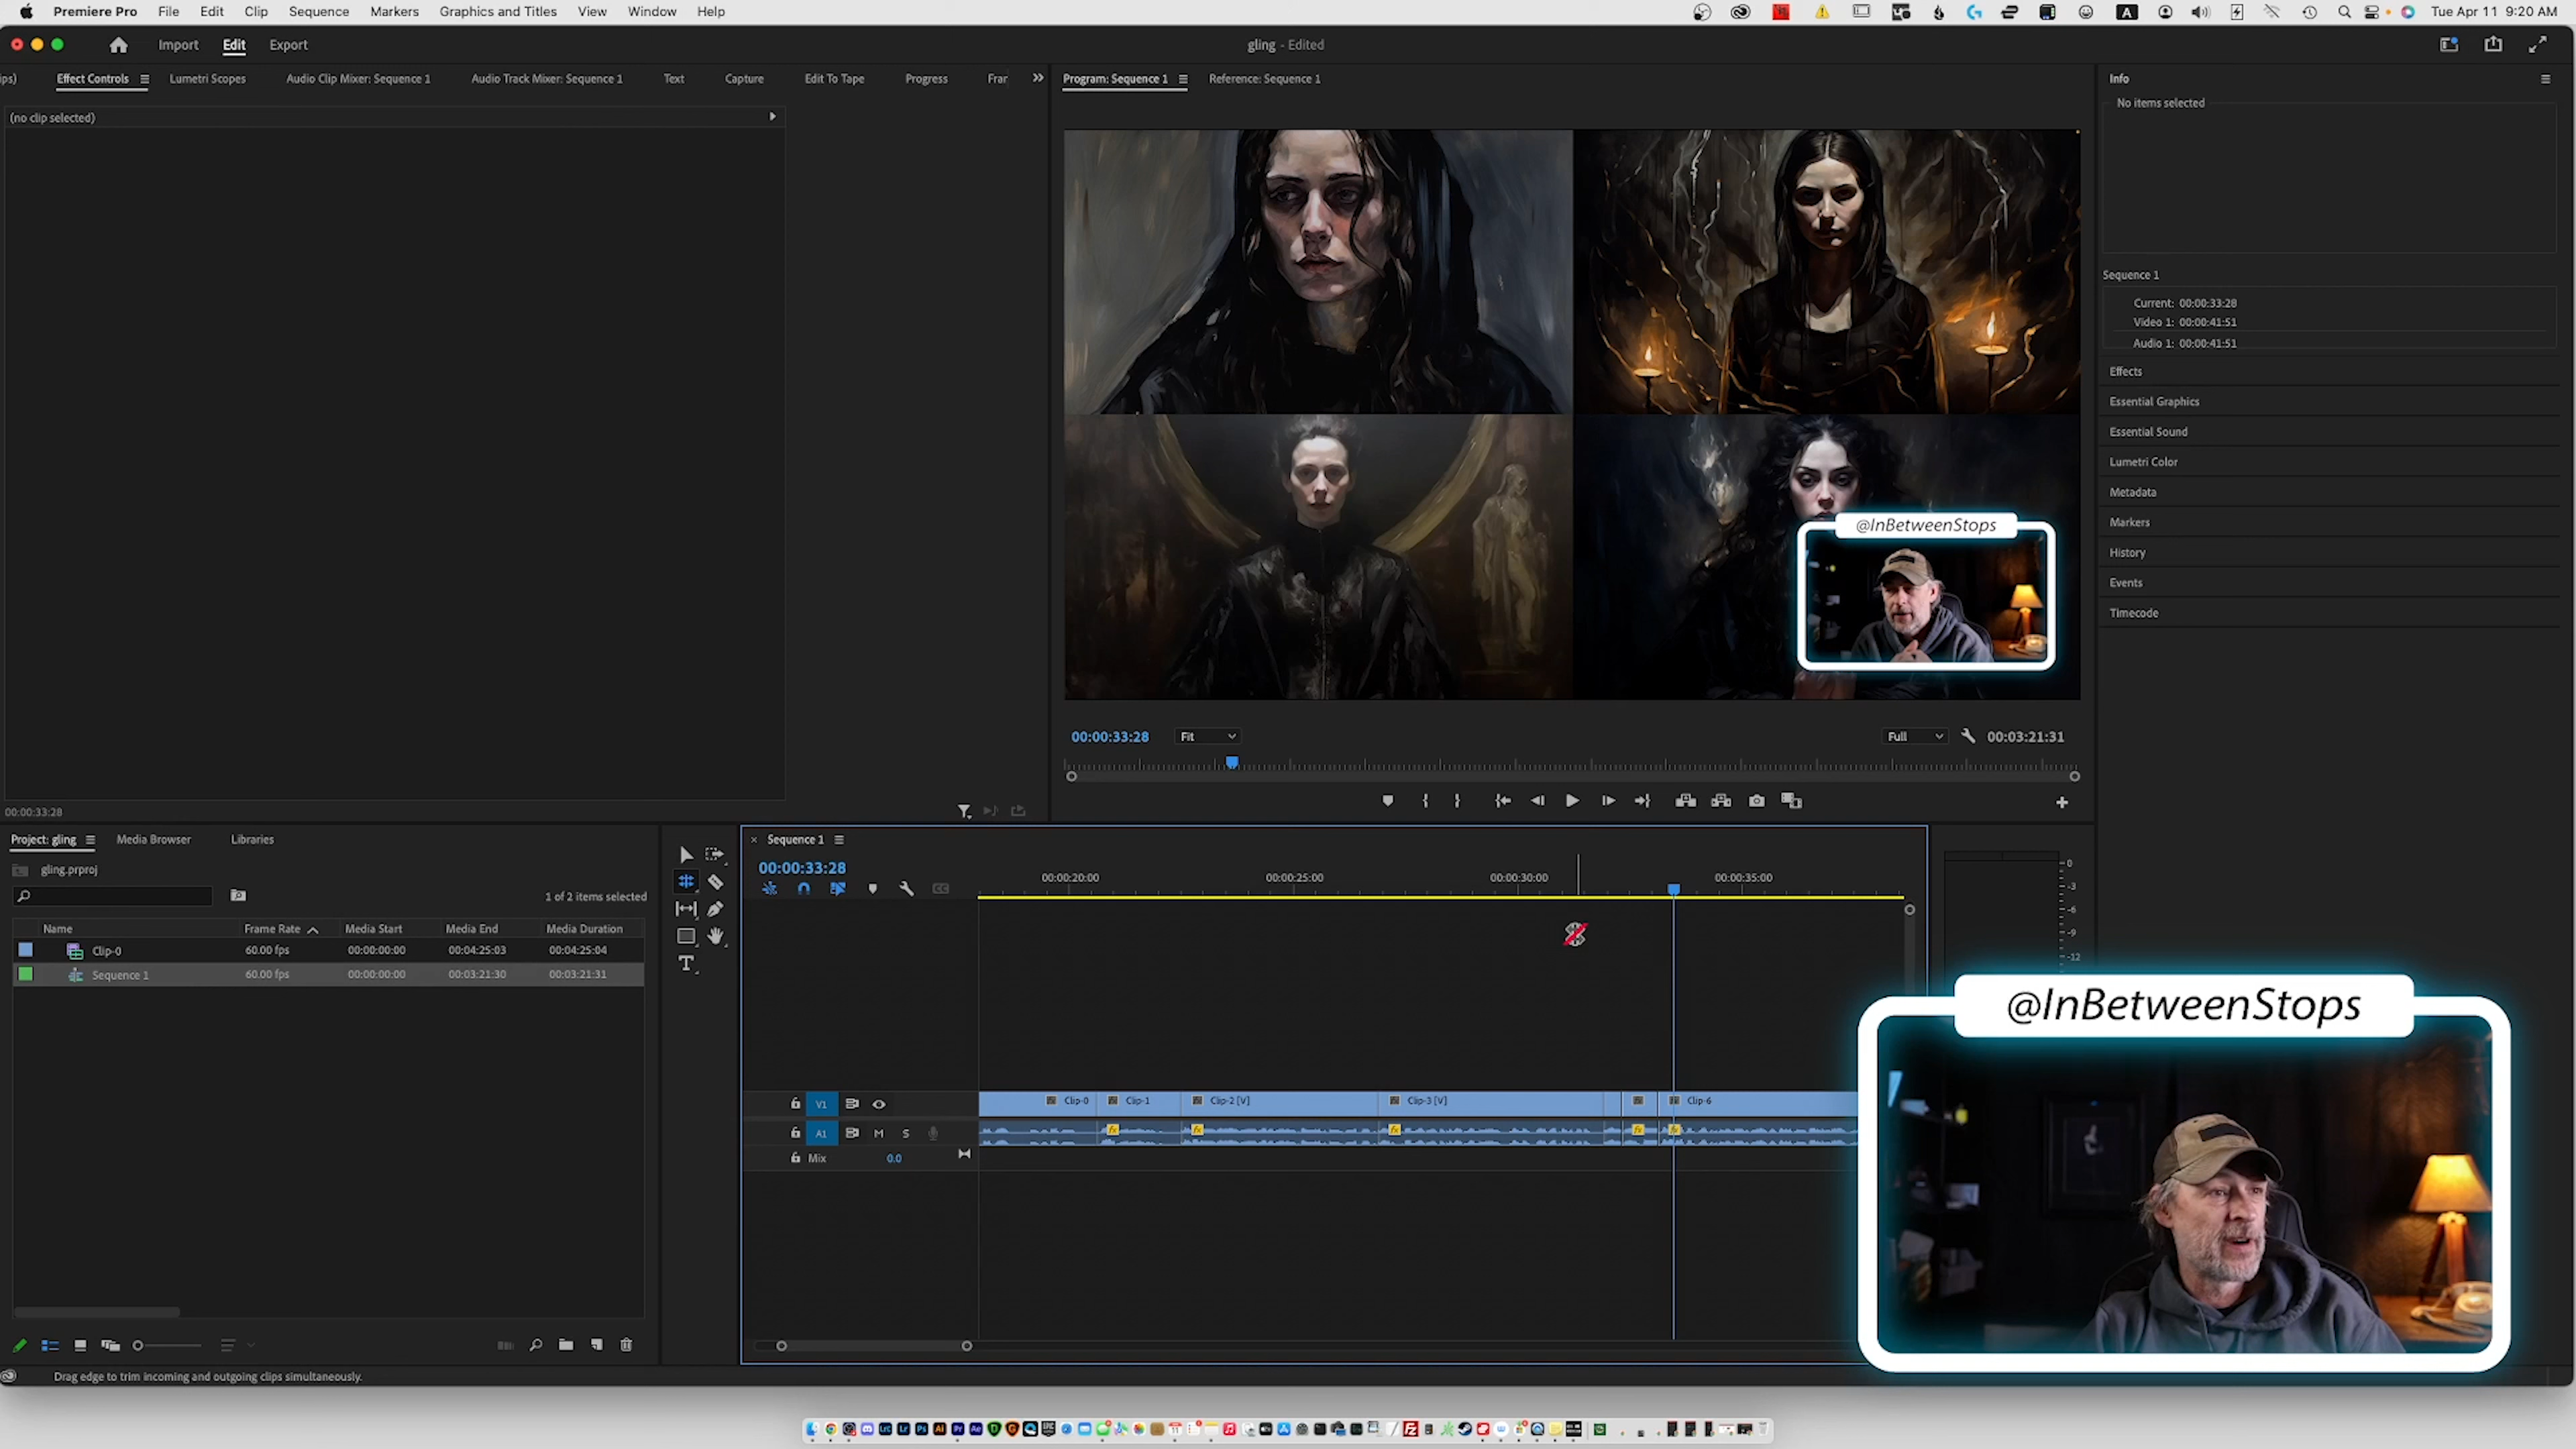 Premiere Pro File Edit Clip Sequence Markers Graphics and Titles View Window Help
Tue Apr 11 9:20 AM
Import Edit Export
gling - Edited
Effect Controls Lumetri Scopes Audio Clip Mixer: Sequence 1 Audio Track Mixer: Sequence 1 Text Capture Edit To Tape Progress Frar
Program: Sequence 1 Reference: Sequence 1
Info
No items selected
(no clip selected)
Sequence 1
Current: 00:00:33:28
Video 1: 00:00:41:51
Audio 1: 00:00:41:51
Effects
Essential Graphics
Essential Sound
Lumetri Color
Metadata
Markers
History
Events
Timecode
@InBetweenStops
00:00:33:28 Fit Full 00:03:21:31
00:00:33:28
Project: gling Media Browser Libraries
gling.prproj
1 of 2 items selected
Name Frame Rate Media Start Media End Media Duration
Clip-0 60.00 fps 00:00:00:00 00:04:25:03 00:04:25:04
Sequence 1 60.00 fps 00:00:00:00 00:03:21:30 00:03:21:31
Sequence 1
00:00:33:28
00:00:20:00 00:00:25:00 00:00:30:00 00:00:35:00
V1 Clip-0 Clip-1 Clip-2 [V] Clip-3 [V] Clip-6
A1 M S
Mix 0.0
0
-3
-6
-9
-12
@InBetweenStops
Drag edge to trim incoming and outgoing clips simultaneously.